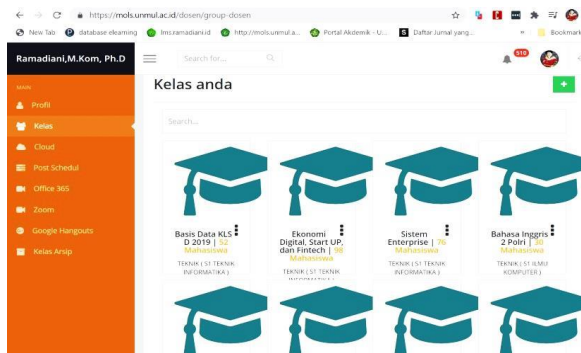 https://mols.unmul.ac.id/dosen/group-dosen
New Tab
database elearning
lms.ramadiani.id
http://mols.unmul.a...
Portal Akdemik - U...
Daftar Jurnal yang...
»
Bookmark
Ramadiani,M.Kom, Ph.D
Search for...
510
MAIN
Profil
Kelas
Cloud
Post Schedul
Office 365
Zoom
Google Hangouts
Kelas Arsip
Kelas anda
+
Search...
Basis Data KLS
D 2019 | 52
Mahasiswa
TEKNIK ( S1 TEKNIK
INFORMATIKA )
Ekonomi
Digital, Start UP,
dan Fintech | 98
Mahasiswa
TEKNIK ( S1 TEKNIK
Sistem
Enterprise | 76
Mahasiswa
TEKNIK ( S1 TEKNIK
INFORMATIKA )
Bahasa Inggris
2 Polri | 30
Mahasiswa
TEKNIK ( S1 ILMU
KOMPUTER )